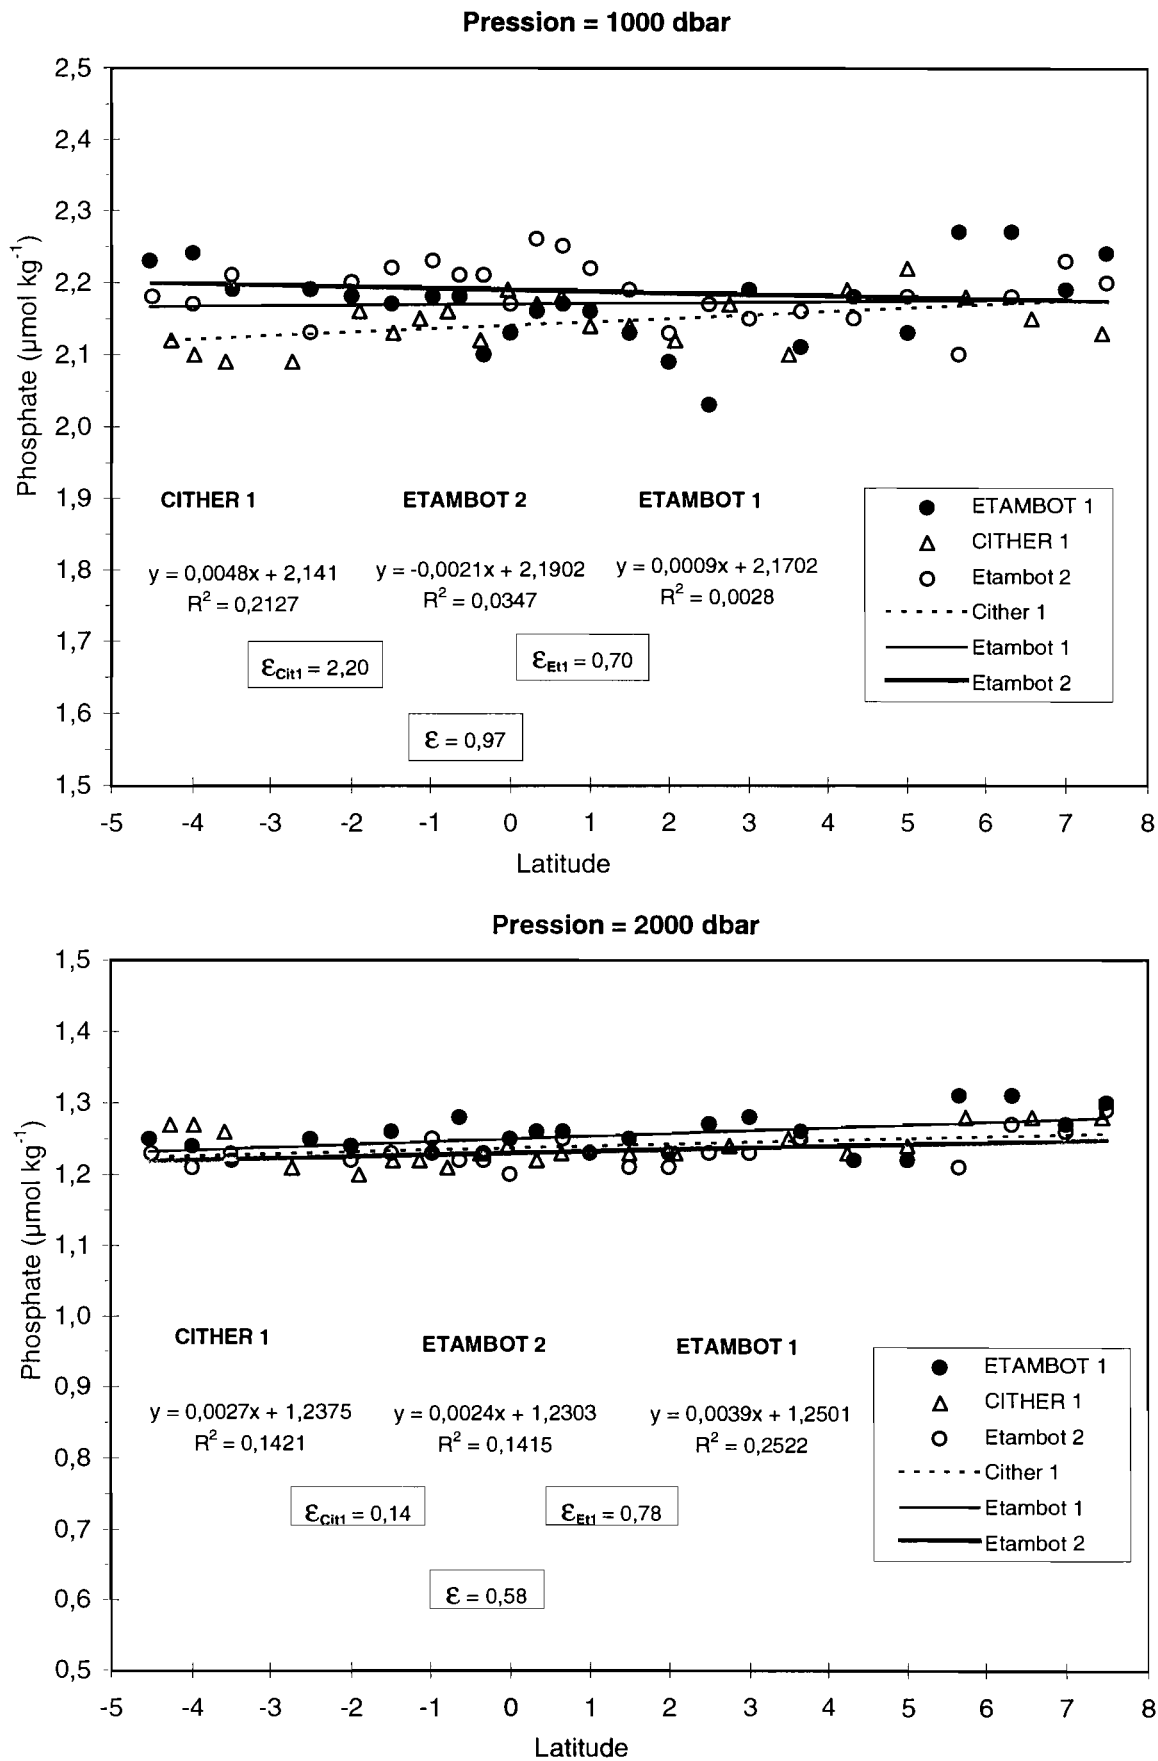 Pression = 1000 dbar
2,5
2,4
2,3
2,2
2,1
2,0
1,9
1,8
1,7
1,6
1,5
Phosphate (µmol kg⁻¹)
CITHER 1 ETAMBOT 2 ETAMBOT 1
y = 0,0048x + 2,141 y = -0,0021x + 2,1902 y = 0,0009x + 2,1702
R² = 0,2127 R² = 0,0347 R² = 0,0028
εCit1 = 2,20 εEt1 = 0,70
ε = 0,97
ETAMBOT 1
CITHER 1
Etambot 2
Cither 1
Etambot 1
Etambot 2
-5 -4 -3 -2 -1 0 1 2 3 4 5 6 7 8
Latitude
Pression = 2000 dbar
1,5
1,4
1,3
1,2
1,1
1,0
0,9
0,8
0,7
0,6
0,5
Phosphate (µmol kg⁻¹)
CITHER 1 ETAMBOT 2 ETAMBOT 1
y = 0,0027x + 1,2375 y = 0,0024x + 1,2303 y = 0,0039x + 1,2501
R² = 0,1421 R² = 0,1415 R² = 0,2522
εCit1 = 0,14 εEt1 = 0,78
ε = 0,58
ETAMBOT 1
CITHER 1
Etambot 2
Cither 1
Etambot 1
Etambot 2
-5 -4 -3 -2 -1 0 1 2 3 4 5 6 7 8
Latitude